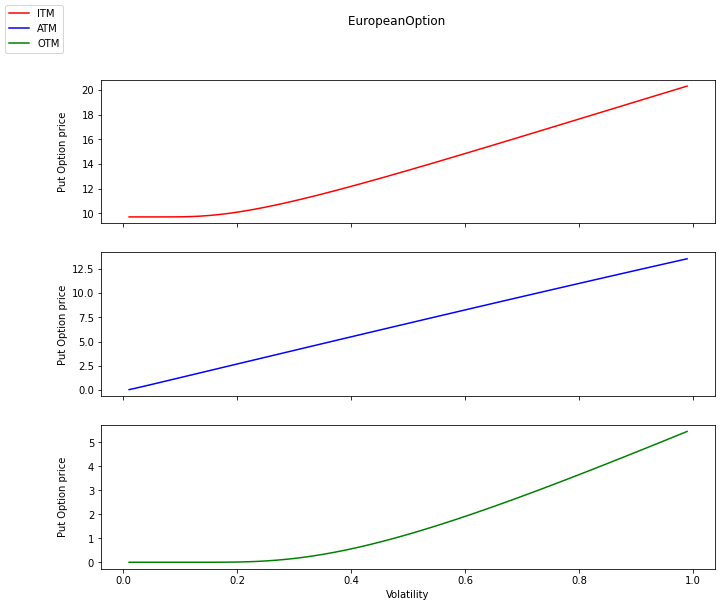 ITM
ATM
OTM
EuropeanOption
20
18
16
14
12
10
Put Option price
12.5
10.0
7.5
5.0
2.5
0.0
Put Option price
5
4
3
2
1
0
Put Option price
0.0 0.2 0.4 0.6 0.8 1.0
Volatility